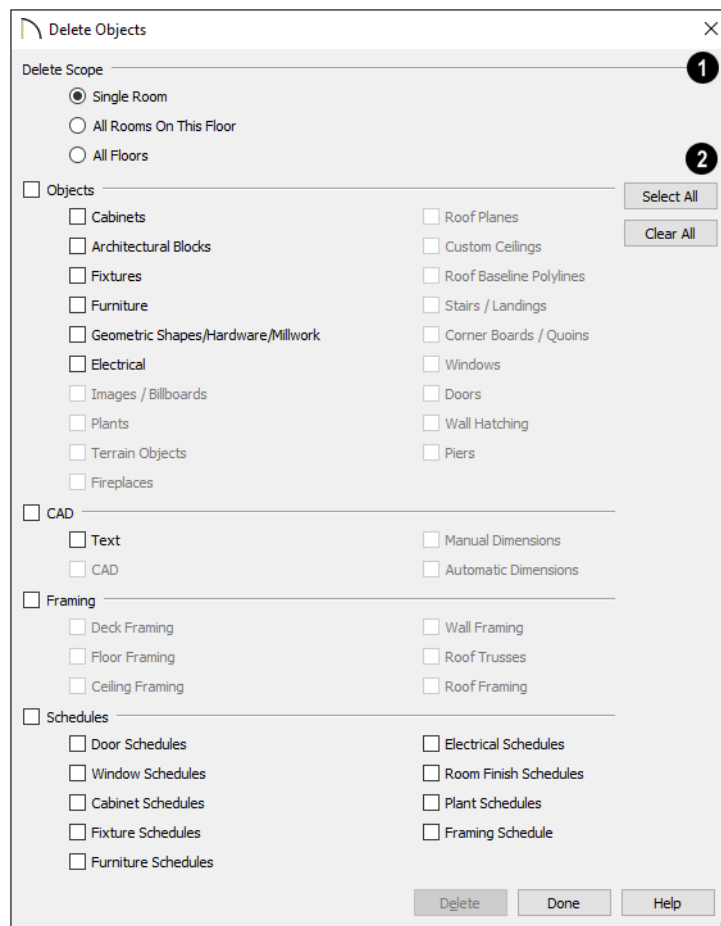 Delete Objects
Delete Scope
1
Single Room
All Rooms On This Floor
All Floors
2
Objects
Select All
Clear All
Cabinets
Roof Planes
Architectural Blocks
Custom Ceilings
Fixtures
Roof Baseline Polylines
Furniture
Stairs / Landings
Geometric Shapes/Hardware/Millwork
Corner Boards / Quoins
Electrical
Windows
Images / Billboards
Doors
Plants
Wall Hatching
Terrain Objects
Piers
Fireplaces
CAD
Text
Manual Dimensions
CAD
Automatic Dimensions
Framing
Deck Framing
Wall Framing
Floor Framing
Roof Trusses
Ceiling Framing
Roof Framing
Schedules
Door Schedules
Electrical Schedules
Window Schedules
Room Finish Schedules
Cabinet Schedules
Plant Schedules
Fixture Schedules
Framing Schedule
Furniture Schedules
Delete
Done
Help